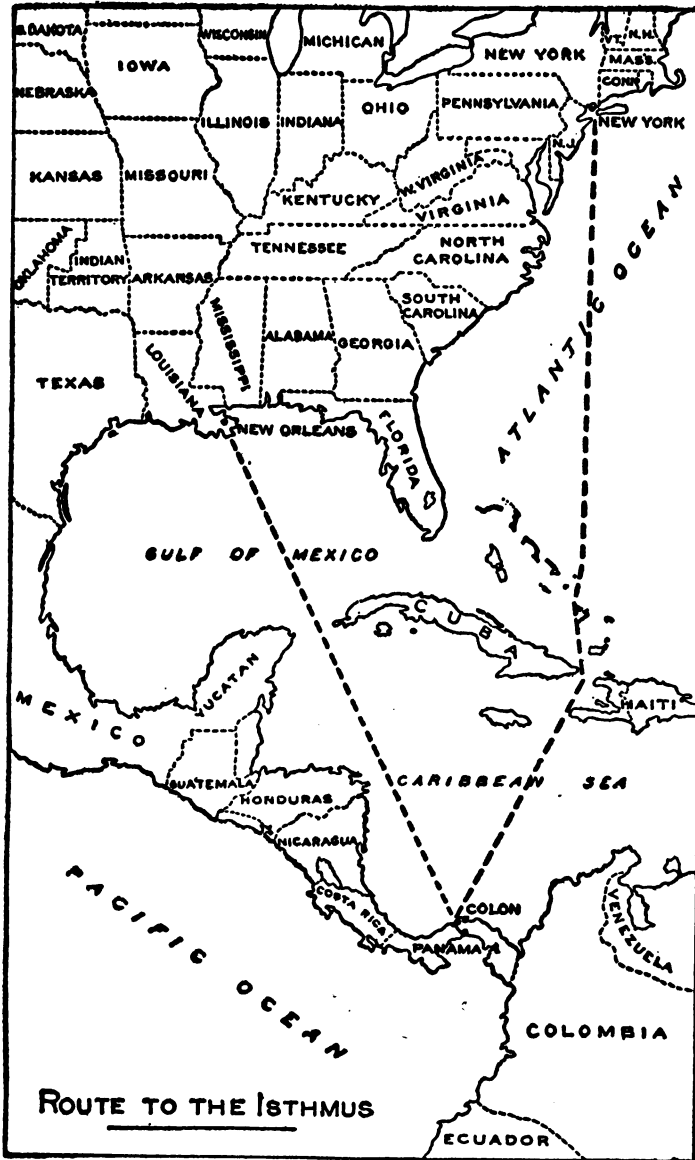 S. DAKOTA
WISCONSIN
MICHIGAN
NEW YORK
VT.
N.H.
MASS.
CONN.
IOWA
NEBRASKA
ILLINOIS
INDIANA
OHIO
PENNSYLVANIA
NEW YORK
N.J.
KANSAS
MISSOURI
KENTUCKY
W. VIRGINIA
VIRGINIA
OKLAHOMA
INDIAN
TERRITORY
ARKANSAS
TENNESSEE
NORTH
CAROLINA
SOUTH
CAROLINA
MISSISSIPPI
ALABAMA
GEORGIA
ATLANTIC OCEAN
TEXAS
LOUISIANA
NEW ORLEANS
FLORIDA
GULF OF MEXICO
CUBA
HAITI
YUCATAN
MEXICO
GUATEMALA
HONDURAS
NICARAGUA
CARIBBEAN SEA
COSTA RICA
COLON
PANAMA
VENEZUELA
PACIFIC OCEAN
COLOMBIA
ECUADOR
ROUTE TO THE ISTHMUS